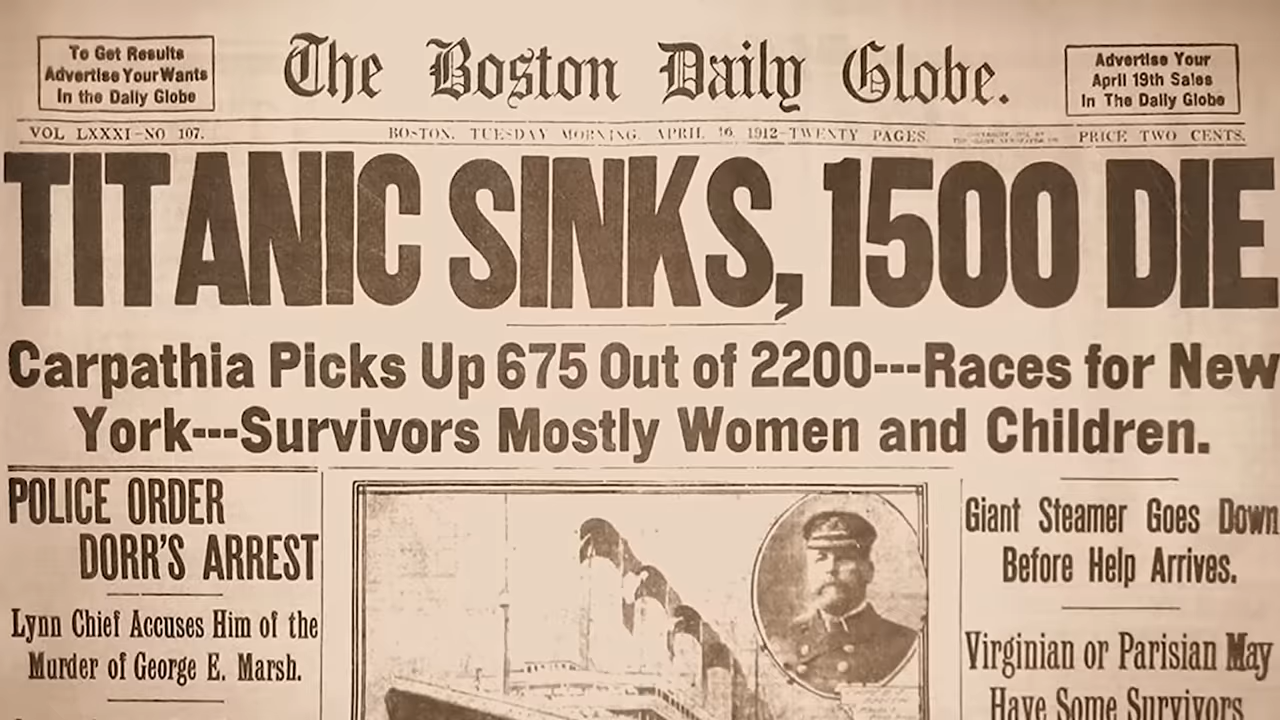 To Get Results
Advertise Your Wants
In the Daily Globe
The Boston Daily Globe.
Advertise Your
April 19th Sales
In The Daily Globe
VOL LXXXI-NO 107.
BOSTON, TUESDAY MORNING, APRIL 16, 1912-TWENTY PAGES.
PRICE TWO CENTS.
TITANIC SINKS, 1500 DIE
Carpathia Picks Up 675 Out of 2200---Races for New
York---Survivors Mostly Women and Children.
POLICE ORDER
DORR'S ARREST
Lynn Chief Accuses Him of the
Murder of George E. Marsh.
Giant Steamer Goes Down
Before Help Arrives.
Virginian or Parisian May
Have Some Survivors